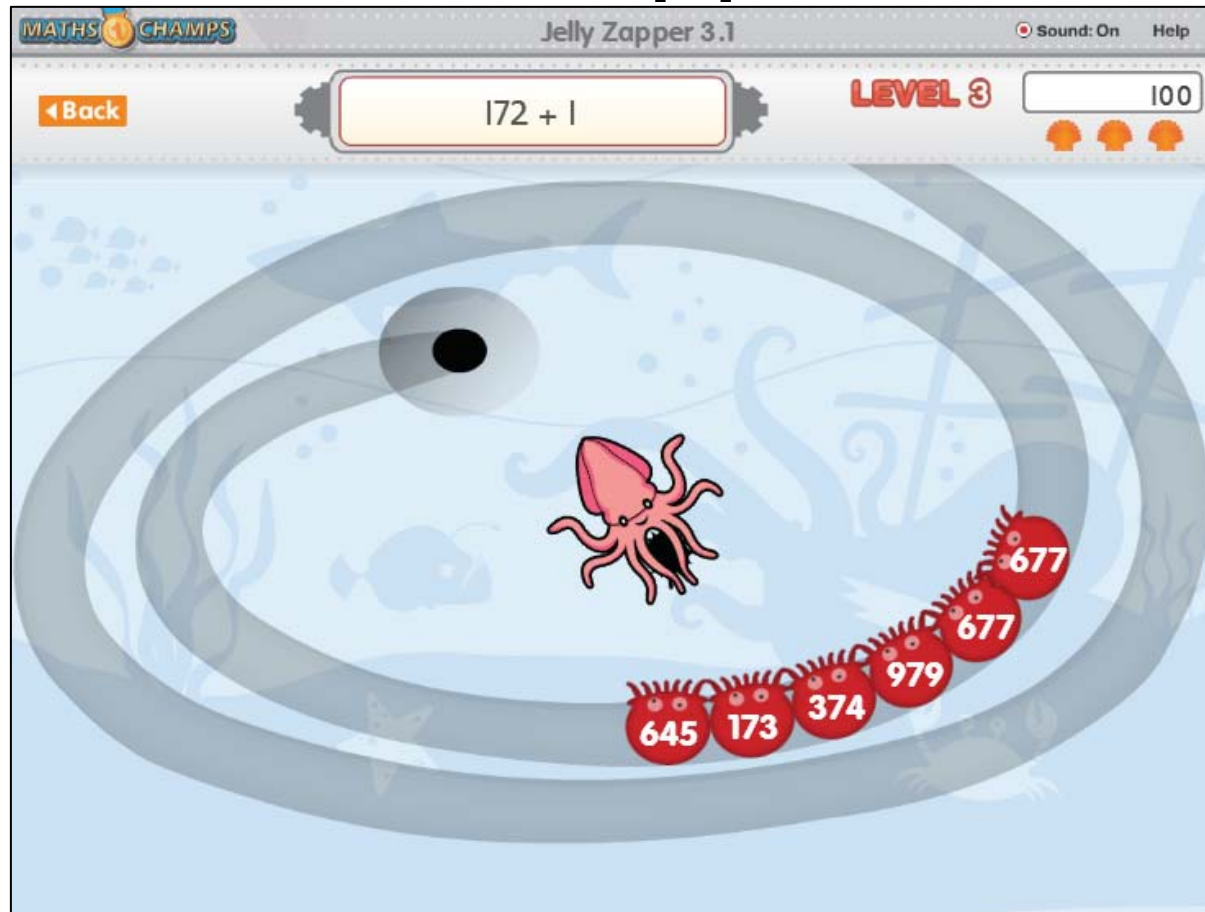 MATHS 1 CHAMPS
Jelly Zapper 3.1
Sound: On Help
Back
172 + 1
LEVEL 3
100
677
677
979
374
173
645